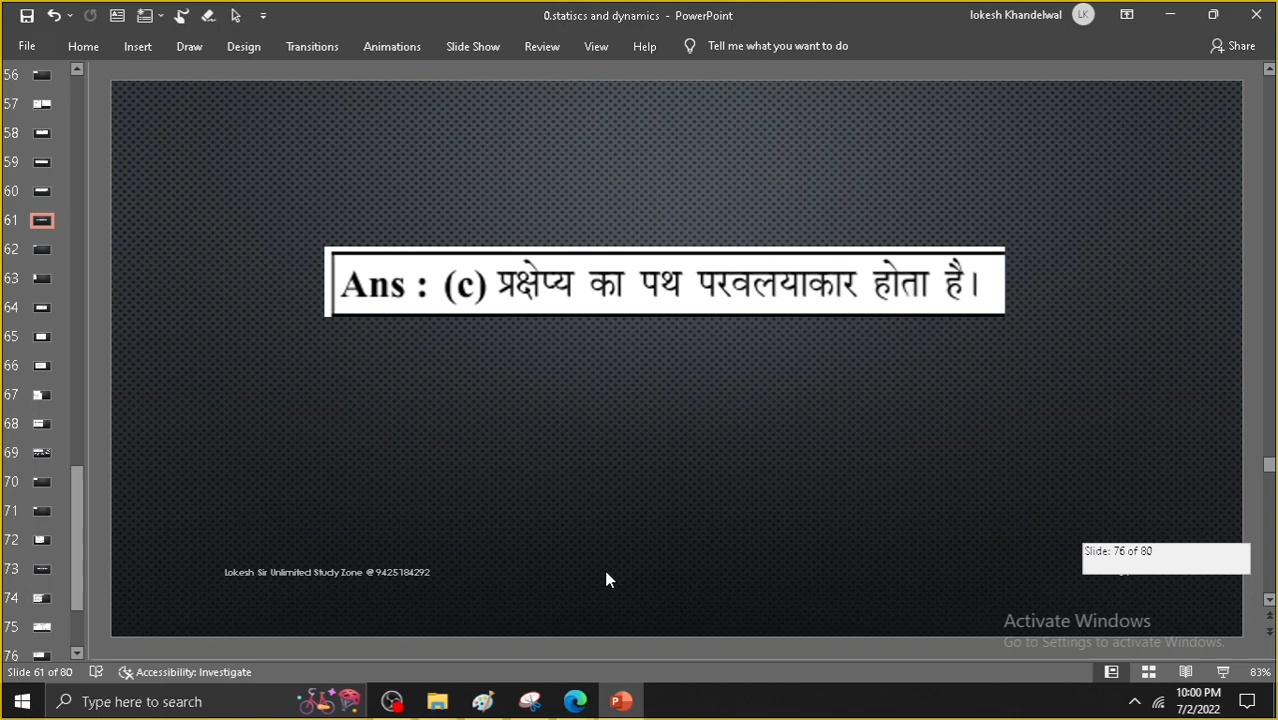 0.statiscs and dynamics - PowerPoint
lokesh Khandelwal
LK
File Home Insert Draw Design Transitions Animations Slide Show Review View Help Tell me what you want to do Share
56
57
58
59
60
61
62
63
64
65
66
67
68
69
70
71
72
73
74
75
76
Ans : (c) प्रक्षेप्य का पथ परवलयाकार होता है।
Slide: 76 of 80
Lokesh Sir Unlimited Study Zone @ 9425184292
Activate Windows
Go to Settings to activate Windows.
Slide 61 of 80 Accessibility: Investigate 83%
Type here to search
10:00 PM
7/2/2022